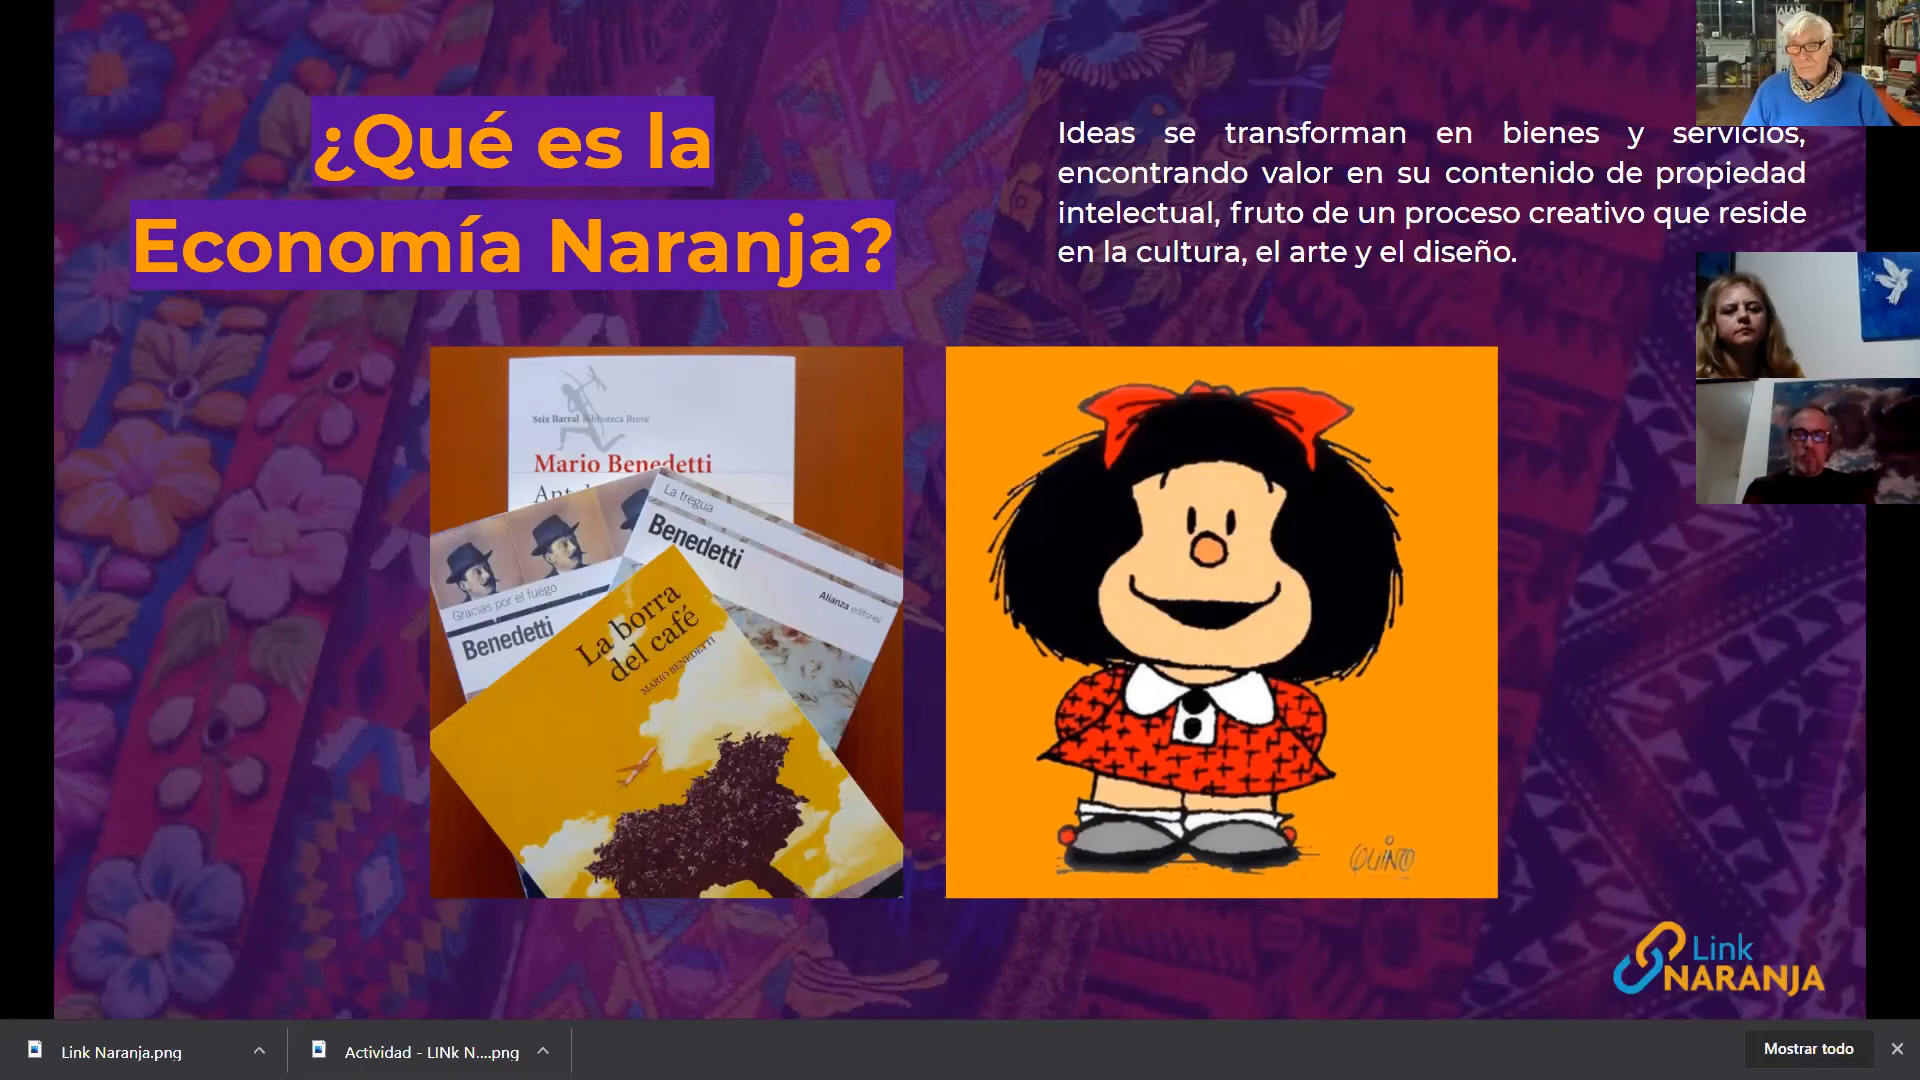 ¿Qué es la
Economía Naranja?
Ideas se transforman en bienes y servicios,
encontrando valor en su contenido de propiedad
intelectual, fruto de un proceso creativo que reside
en la cultura, el arte y el diseño.
Seix Barral Biblioteca Breve
Mario Benedetti
La tregua
Benedetti
Alianza editorial
Gracias por el fuego
Benedetti
La borra
del café
MARIO BENEDETTI
QUINO
Link
NARANJA
Link Naranja.png
Actividad - LINk N....png
Mostrar todo